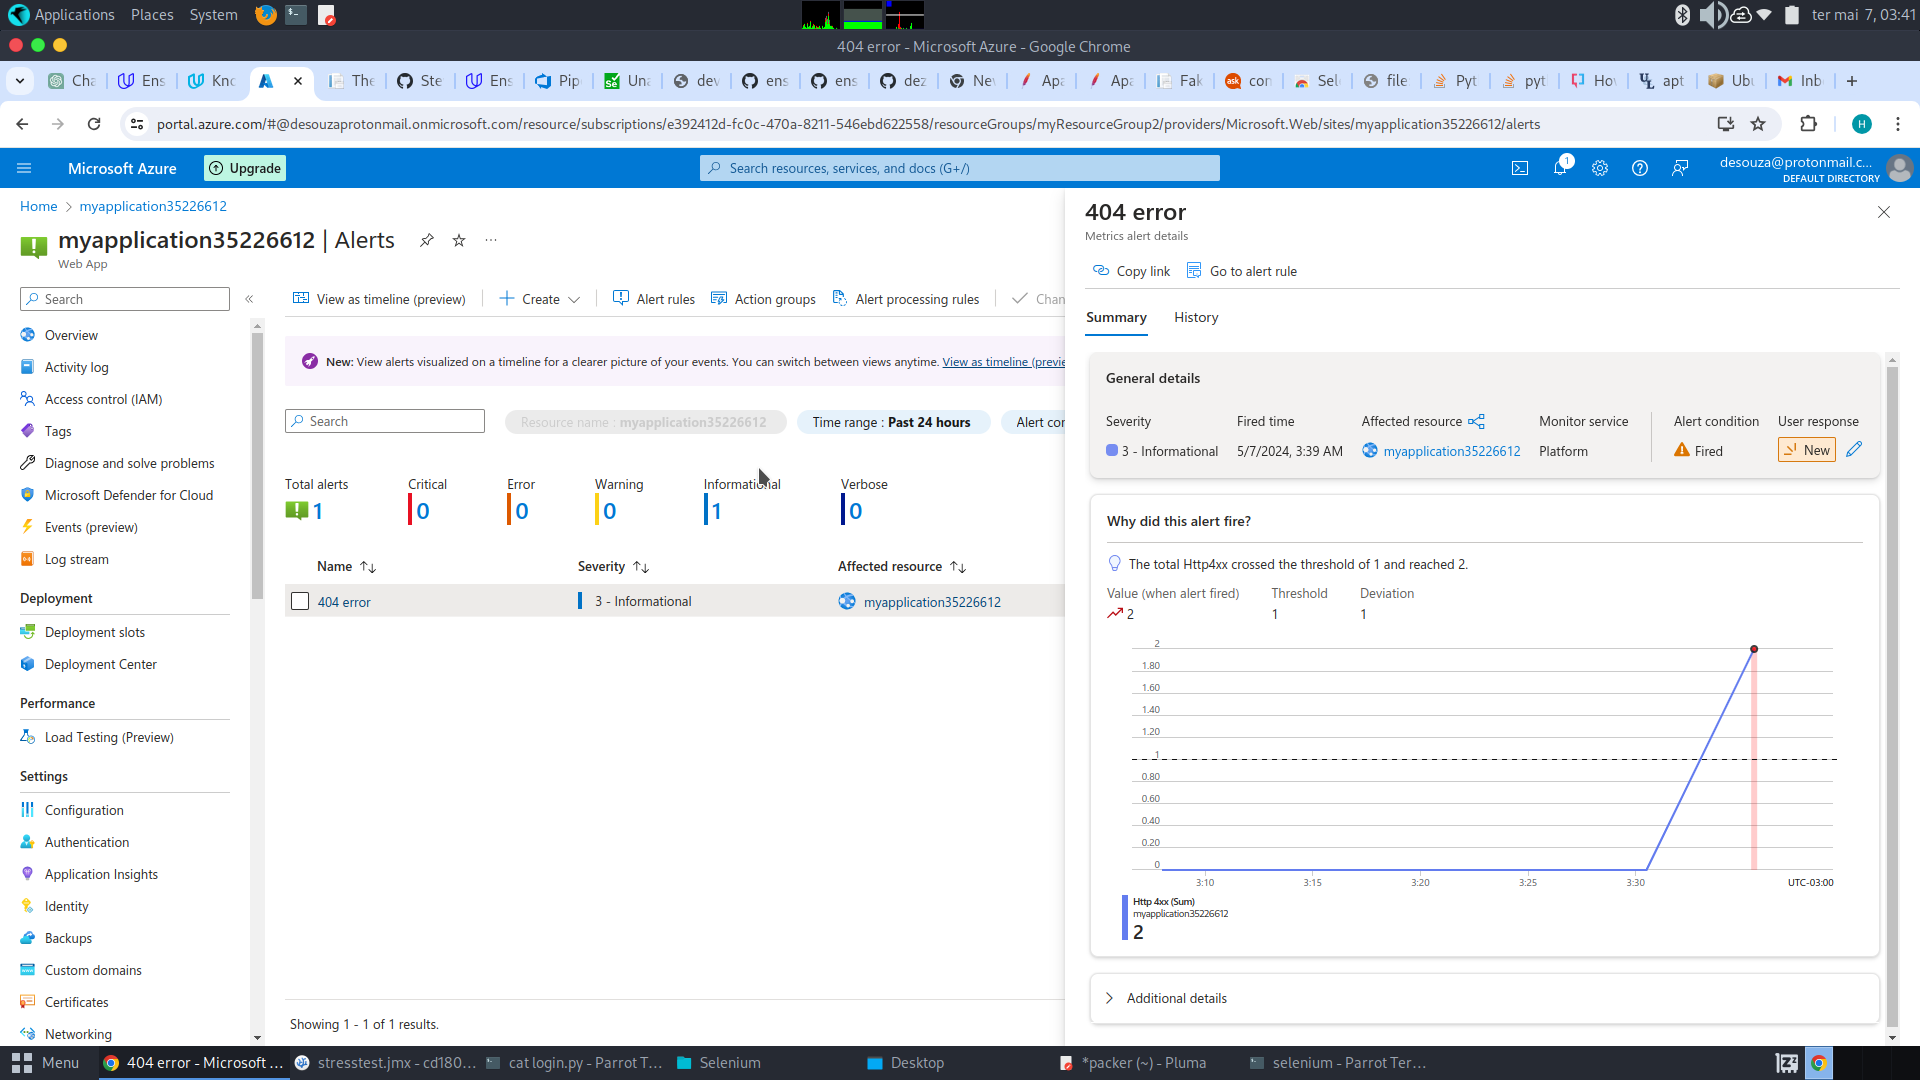 Applications Places System
ter mai 7, 03:41
404 error - Microsoft Azure - Google Chrome
Cha
Ens
Kno
The
Ste
Ens
Pip
Una
dev
ens
ens
dez
Nev
Apa
Apa
Fak
con
Sele
file
Pyt
pyt
Hov
apt
Ubu
Inb
portal.azure.com/#@desouzaprotonmail.onmicrosoft.com/resource/subscriptions/e392412d-fc0c-470a-8211-546ebd622558/resourceGroups/myResourceGroup2/providers/Microsoft.Web/sites/myapplication35226612/alerts
H
Microsoft Azure
Upgrade
Search resources, services, and docs (G+/)
1
desouza@protonmail.c...
DEFAULT DIRECTORY
Home > myapplication35226612
myapplication35226612 | Alerts
Web App
Search
Overview
Activity log
Access control (IAM)
Tags
Diagnose and solve problems
Microsoft Defender for Cloud
Events (preview)
Log stream
Deployment
Deployment slots
Deployment Center
Performance
Load Testing (Preview)
Settings
Configuration
Authentication
Application Insights
Identity
Backups
Custom domains
Certificates
Networking
View as timeline (preview)
Create
Alert rules
Action groups
Alert processing rules
Chan
New: View alerts visualized on a timeline for a clearer picture of your events. You can switch between views anytime. View as timeline (previe
Search
Resource name : myapplication35226612
Time range : Past 24 hours
Alert con
Total alerts
1
Critical
0
Error
0
Warning
0
Informational
1
Verbose
0
Name Severity Affected resource
404 error 3 - Informational myapplication35226612
Showing 1 - 1 of 1 results.
404 error
Metrics alert details
Copy link
Go to alert rule
Summary History
General details
Severity Fired time Affected resource Monitor service Alert condition User response
3 - Informational 5/7/2024, 3:39 AM myapplication35226612 Platform Fired New
Why did this alert fire?
The total Http4xx crossed the threshold of 1 and reached 2.
Value (when alert fired) Threshold Deviation
2 1 1
2
1.80
1.60
1.40
1.20
1
0.80
0.60
0.40
0.20
0
3:10 3:15 3:20 3:25 3:30 UTC-03:00
Http 4xx (Sum)
myapplication35226612
2
Additional details
Menu
404 error - Microsoft ...
stresstest.jmx - cd180...
cat login.py - Parrot T...
Selenium
Desktop
*packer (~) - Pluma
selenium - Parrot Ter...